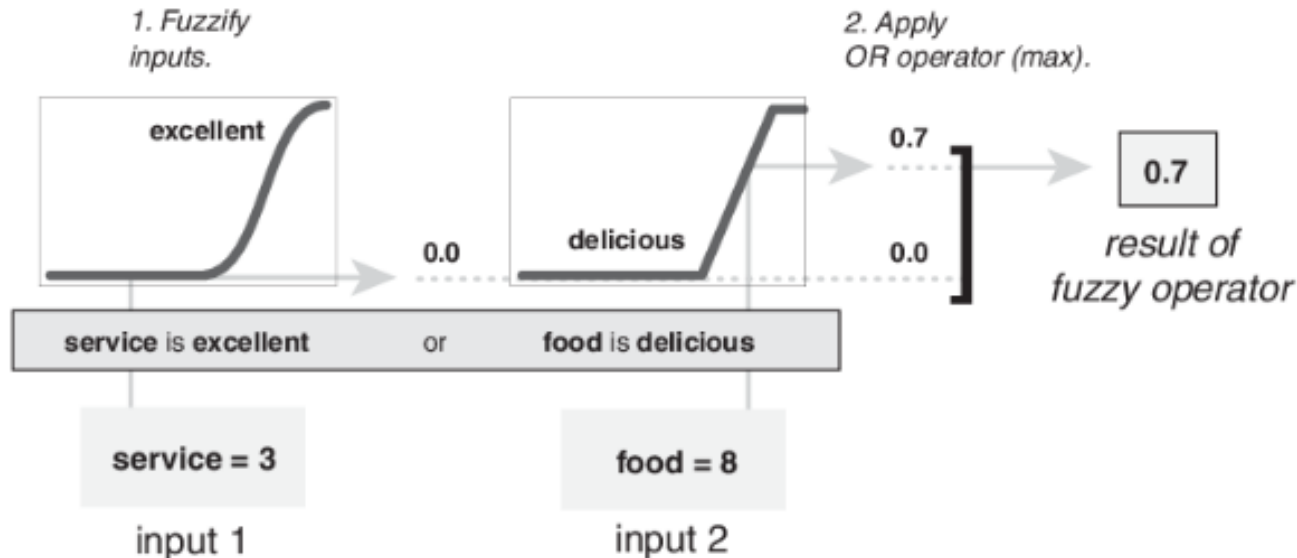 1. Fuzzify
inputs.
2. Apply
OR operator (max).
excellent
0.0
delicious
0.7
0.0
0.7
result of
fuzzy operator
service is excellent or food is delicious
service = 3
food = 8
input 1
input 2